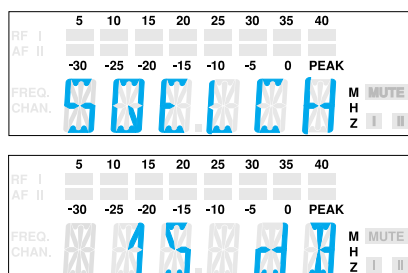 5 10 15 20 25 30 35 40
RF I
AF II
-30 -25 -20 -15 -10 -5 0 PEAK
FREQ.
CHAN.
M MUTE
H
Z I II
5 10 15 20 25 30 35 40
RF I
AF II
-30 -25 -20 -15 -10 -5 0 PEAK
FREQ.
CHAN.
M MUTE
H
Z I II